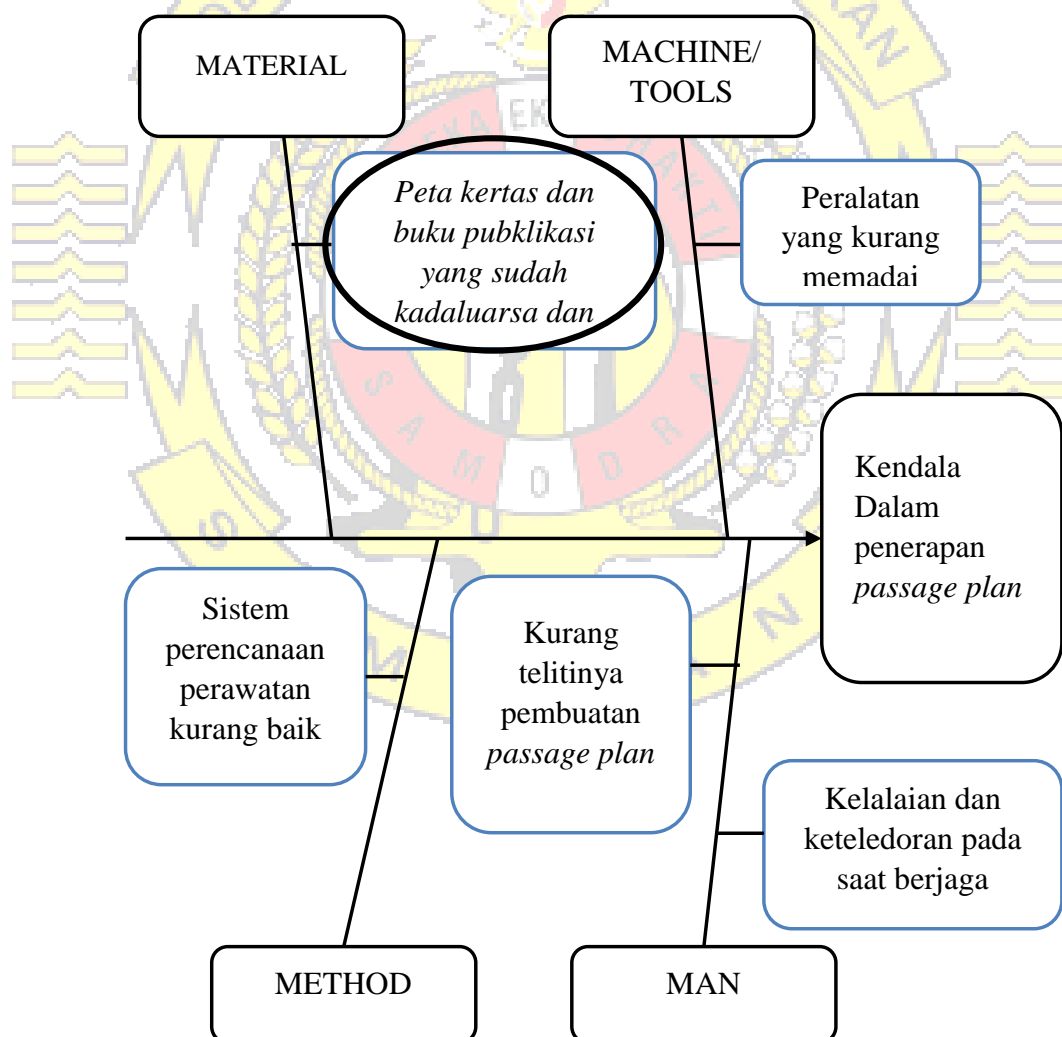 MATERIAL
MACHINE/
TOOLS
Peta kertas dan
buku pubklikasi
yang sudah
kadaluarsa dan
Peralatan
yang kurang
memadai
Kendala
Dalam
penerapan
passage plan
Sistem
perencanaan
perawatan
kurang baik
Kurang
telitinya
pembuatan
passage plan
Kelalaian dan
keteledoran pada
saat berjaga
METHOD
MAN
SAMODRA